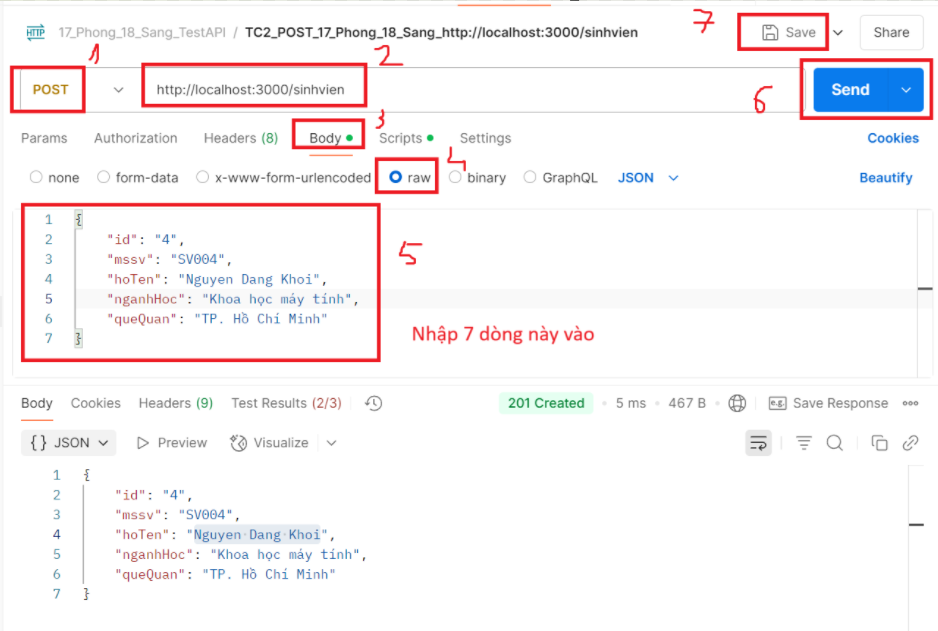 HTTP 17_Phong_18_Sang_TestAPI / TC2_POST_17_Phong_18_Sang_http://localhost:3000/sinhvien 7 Save Share
1 2
POST http://localhost:3000/sinhvien 6 Send
Params Authorization Headers (8) Body 3 Scripts Settings Cookies
none form-data x-www-form-urlencoded raw 4 binary GraphQL JSON Beautify
1 {
2 "id": "4",
3 "mssv": "SV004", 5
4 "hoTen": "Nguyen Dang Khoi",
5 "nganhHoc": "Khoa học máy tính",
6 "queQuan": "TP. Hồ Chí Minh"
7 }
Nhập 7 dòng này vào
Body Cookies Headers (9) Test Results (2/3) 201 Created 5 ms 467 B e.g. Save Response
{} JSON Preview Visualize
1 {
2 "id": "4",
3 "mssv": "SV004",
4 "hoTen": "Nguyen Dang Khoi",
5 "nganhHoc": "Khoa học máy tính",
6 "queQuan": "TP. Hồ Chí Minh"
7 }